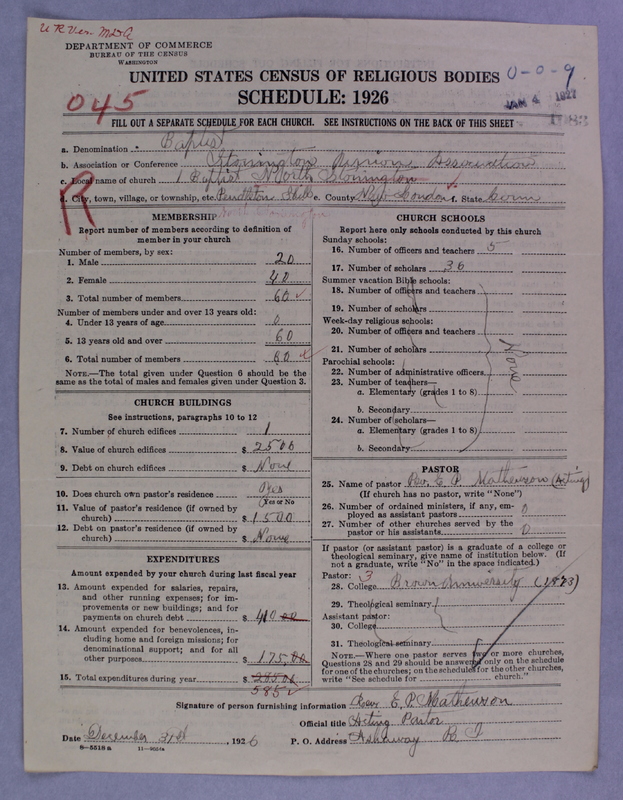 U R Ver. M.D.A
DEPARTMENT OF COMMERCE
BUREAU OF THE CENSUS
WASHINGTON
UNITED STATES CENSUS OF RELIGIOUS BODIES
U-0-9
045
SCHEDULE: 1926
JAN 4 1927
FILL OUT A SEPARATE SCHEDULE FOR EACH CHURCH. SEE INSTRUCTIONS ON THE BACK OF THIS SHEET
a. Denomination Baptist
b. Association or Conference Stonington Union Association
c. Local name of church 1 Baptist North Stonington
R
d. City, town, village, or township, etc. Pendleton Hill e. County New London f. State Conn
MEMBERSHIP
Report number of members according to definition of
member in your church
Number of members, by sex:
1. Male 20
2. Female 40
3. Total number of members 60
Number of members under and over 13 years old:
4. Under 13 years of age 0
5. 13 years old and over 60
6. Total number of members 60
NOTE.—The total given under Question 6 should be the
same as the total of males and females given under Question 3.
CHURCH BUILDINGS
See instructions, paragraphs 10 to 12
7. Number of church edifices 1
8. Value of church edifices $ 2500
9. Debt on church edifices $ None
10. Does church own pastor's residence Yes
(Yes or No
11. Value of pastor's residence (if owned by
church) $ 1500
12. Debt on pastor's residence (if owned by
church) $ None
EXPENDITURES
Amount expended by your church during last fiscal year
13. Amount expended for salaries, repairs,
and other running expenses; for im-
provements or new buildings; and for
payments on church debt $ 410 00
14. Amount expended for benevolences, in-
cluding home and foreign missions; for
denominational support; and for all
other purposes $ 175.00
15. Total expenditures during year $
585
CHURCH SCHOOLS
Report here only schools conducted by this church
Sunday schools:
16. Number of officers and teachers 5
17. Number of scholars 36
Summer vacation Bible schools:
18. Number of officers and teachers
19. Number of scholars
Week-day religious schools:
20. Number of officers and teachers
21. Number of scholars
None
Parochial schools:
22. Number of administrative officers
23. Number of teachers—
a. Elementary (grades 1 to 8)
b. Secondary
24. Number of scholars—
a. Elementary (grades 1 to 8)
b. Secondary
PASTOR
25. Name of pastor Rev. E. P. Mathewson (Acting)
(If church has no pastor, write "None")
26. Number of ordained ministers, if any, em-
ployed as assistant pastors 0
27. Number of other churches served by the
pastor or his assistants 0
If pastor (or assistant pastor) is a graduate of a college or
theological seminary, give name of institution below. (If
not a graduate, write "No" in the space indicated.)
Pastor: 3
28. College Brown University (1893)
29. Theological seminary
Assistant pastor:
30. College
31. Theological seminary
NOTE.—Where one pastor serves two or more churches,
Questions 28 and 29 should be answered only on the schedule
for one of the churches; on the schedules for the other churches,
write "See schedule for church."
Signature of person furnishing information Rev. E. P. Mathewson
Official title Acting Pastor
Date December 31st, 1926 P. O. Address Ashaway R I
8-5518a 11-9024a